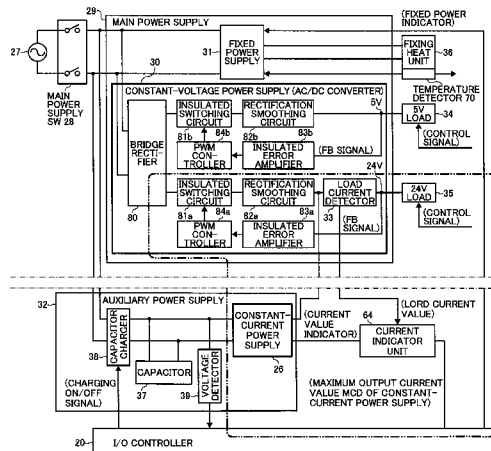 29
MAIN POWER SUPPLY
(FIXED POWER INDICATOR)
27
31
FIXED POWER SUPPLY
FIXING HEAT UNIT
36
MAIN POWER SUPPLY SW 28
30
TEMPERATURE DETECTOR 70
CONSTANT-VOLTAGE POWER SUPPLY (AC/DC CONVERTER)
5V
34
BRIDGE RECTIFIER
INSULATED SWITCHING CIRCUIT
RECTIFICATION SMOOTHING CIRCUIT
5V LOAD
81b
84b
82b
83b
(CONTROL SIGNAL)
PWM CONTROLLER
INSULATED ERROR AMPLIFIER
(FB SIGNAL)
24V
INSULATED SWITCHING CIRCUIT
RECTIFICATION SMOOTHING CIRCUIT
LOAD CURRENT DETECTOR
24V LOAD
35
80
81a
84a
82a
83a
33
(FB SIGNAL)
(CONTROL SIGNAL)
PWM CONTROLLER
INSULATED ERROR AMPLIFIER
32
AUXILIARY POWER SUPPLY
CAPACITOR CHARGER
38
CAPACITOR
37
VOLTAGE DETECTOR
39
CONSTANT-CURRENT POWER SUPPLY
26
(CURRENT VALUE INDICATOR)
(LORD CURRENT VALUE)
64
CURRENT INDICATOR UNIT
(CHARGING ON/OFF SIGNAL)
(MAXIMUM OUTPUT CURRENT VALUE MCD OF CONSTANT-CURRENT POWER SUPPLY)
20
I/O CONTROLLER